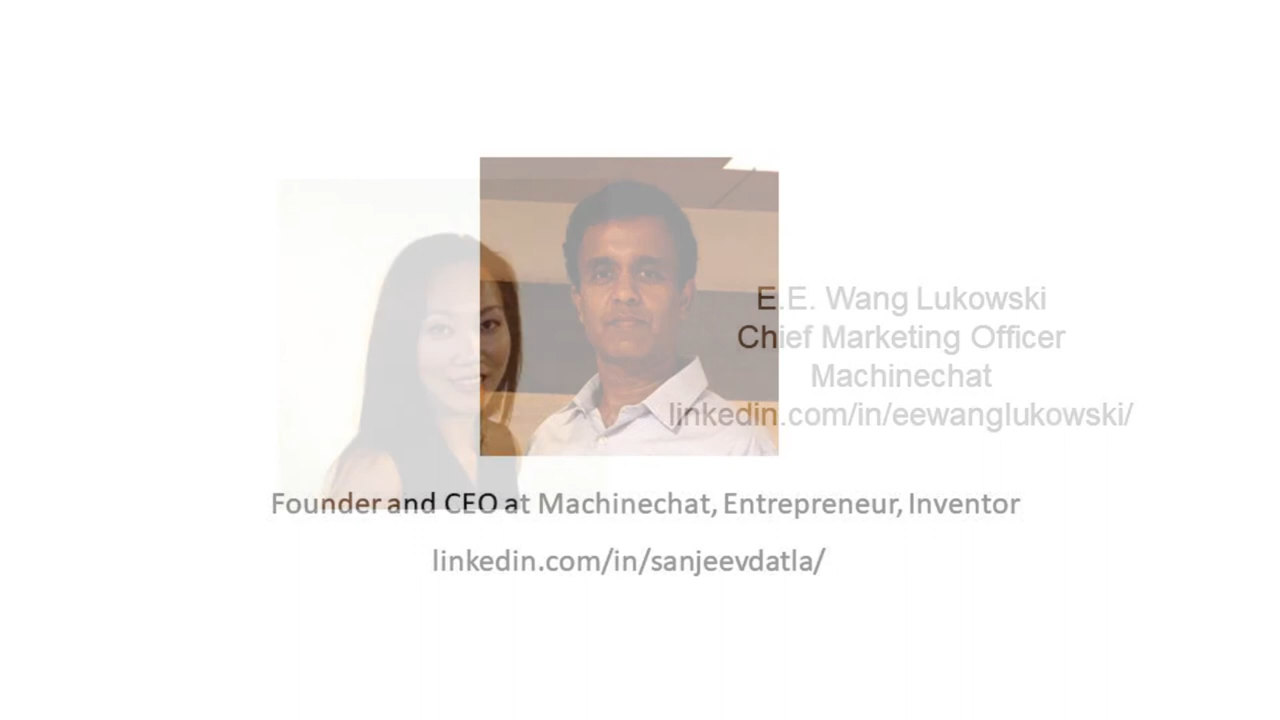 E.E. Wang Lukowski
Chief Marketing Officer
Machinechat
linkedin.com/in/eewanglukowski/
Founder and CEO at Machinechat, Entrepreneur, Inventor
linkedin.com/in/sanjeevdatla/